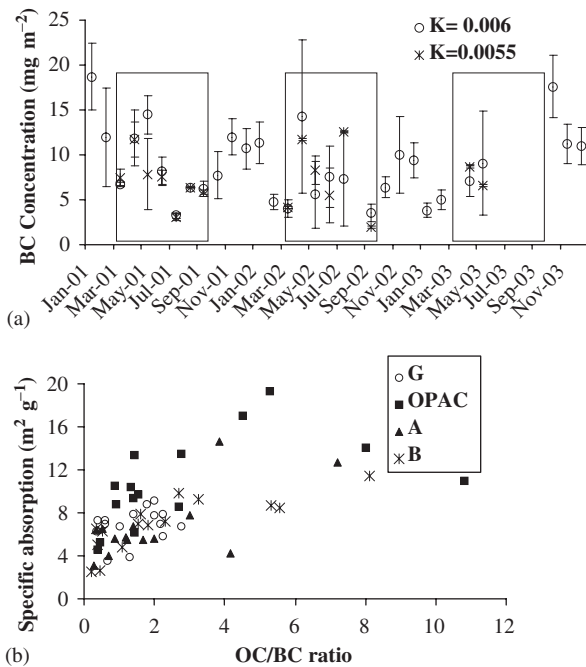 K= 0.006
K=0.0055
BC Concentration (mg m⁻²)
25
20
15
10
5
0
Jan-01
Mar-01
May-01
Jul-01
Sep-01
Nov-01
Jan-02
Mar-02
May-02
Jul-02
Sep-02
Nov-02
Jan-03
Mar-03
May-03
Jul-03
Sep-03
Nov-03
(a)
G
OPAC
A
B
Specific absorption (m² g⁻¹)
20
16
12
8
4
0
0 2 4 6 8 10 12
OC/BC ratio
(b)